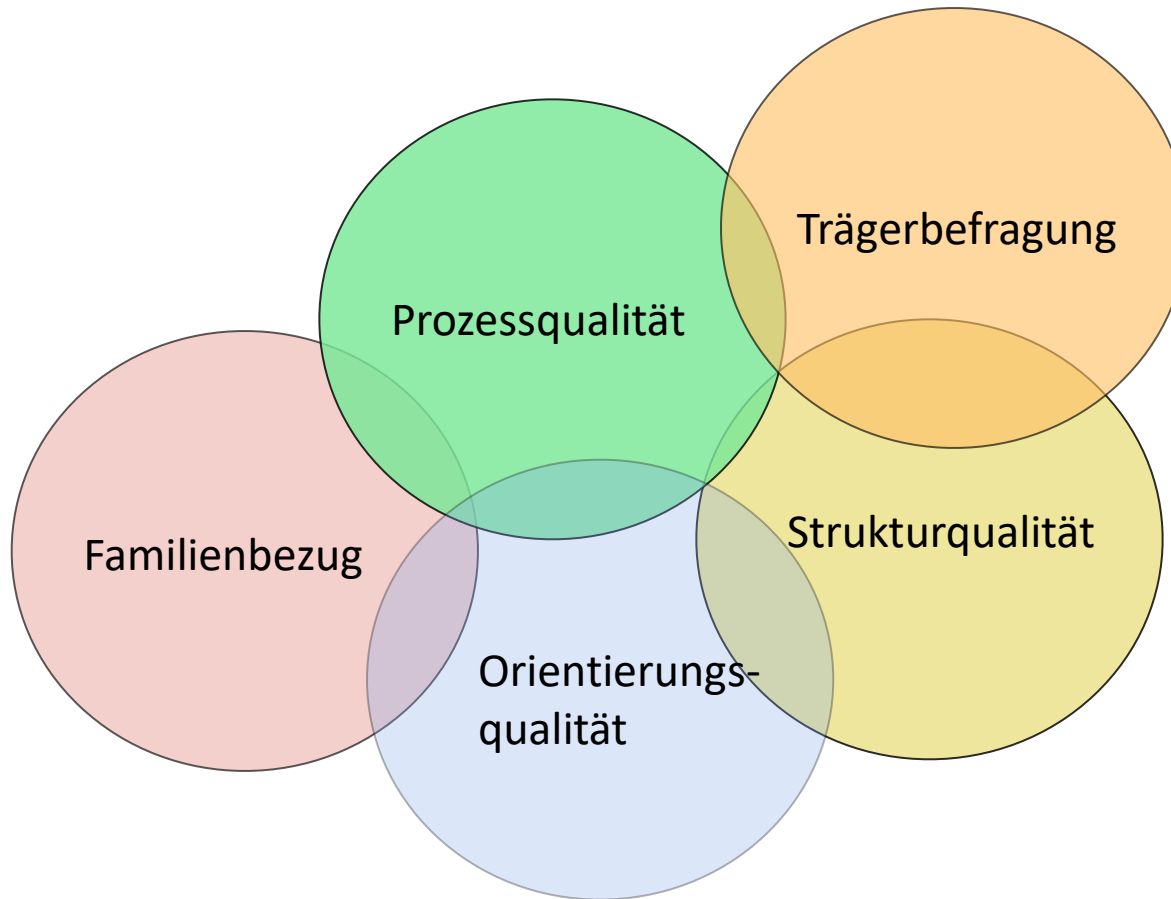 Trägerbefragung
Prozessqualität
Familienbezug
Strukturqualität
Orientierungs-
qualität